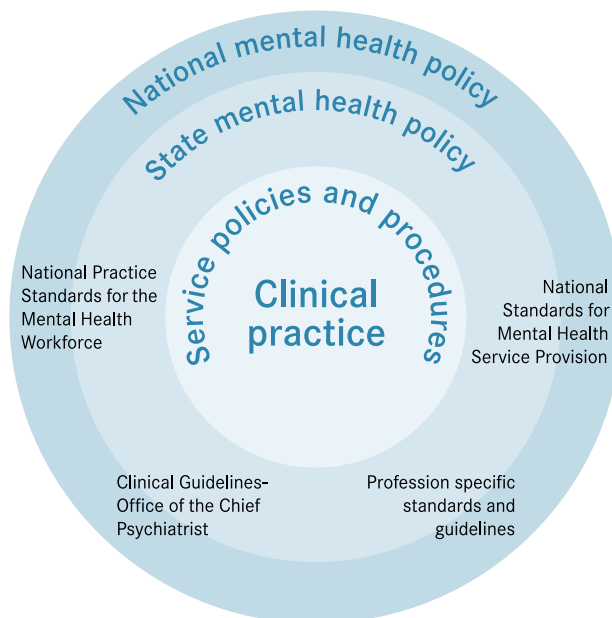 National mental health policy
State mental health policy
Service policies and procedures
Clinical
practice
National Practice
Standards for the
Mental Health
Workforce
National
Standards for
Mental Health
Service Provision
Clinical Guidelines-
Office of the Chief
Psychiatrist
Profession specific
standards and
guidelines